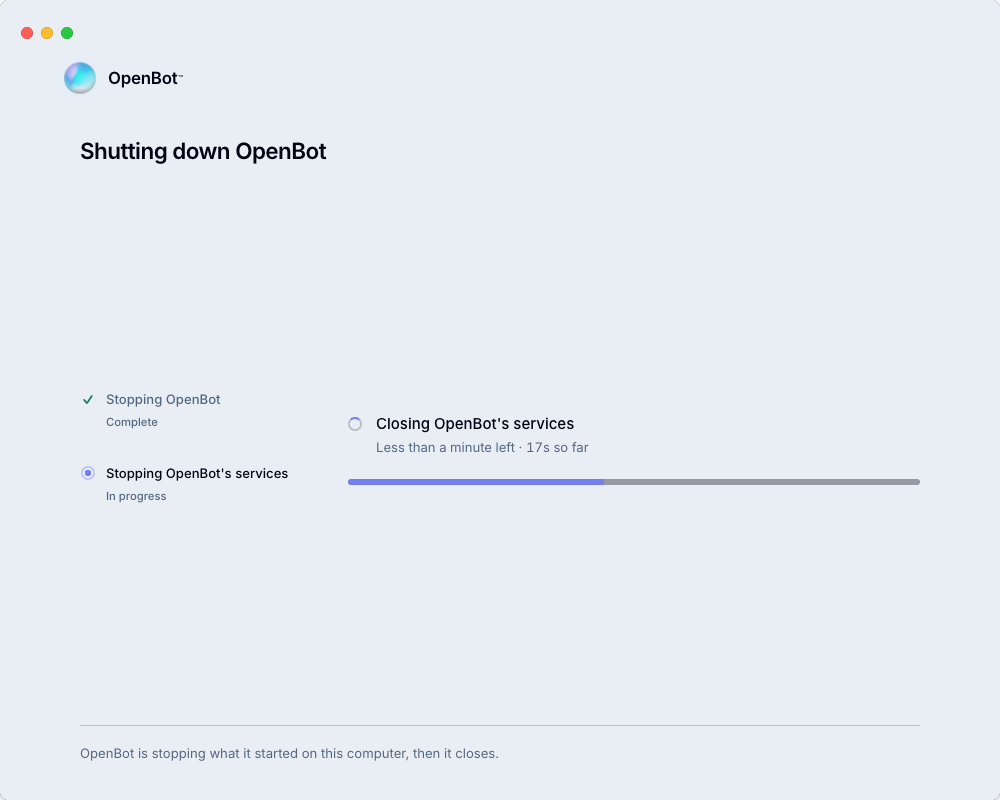 OpenBot™
Shutting down OpenBot
Stopping OpenBot
Complete
Stopping OpenBot's services
In progress
Closing OpenBot's services
Less than a minute left · 17s so far
OpenBot is stopping what it started on this computer, then it closes.